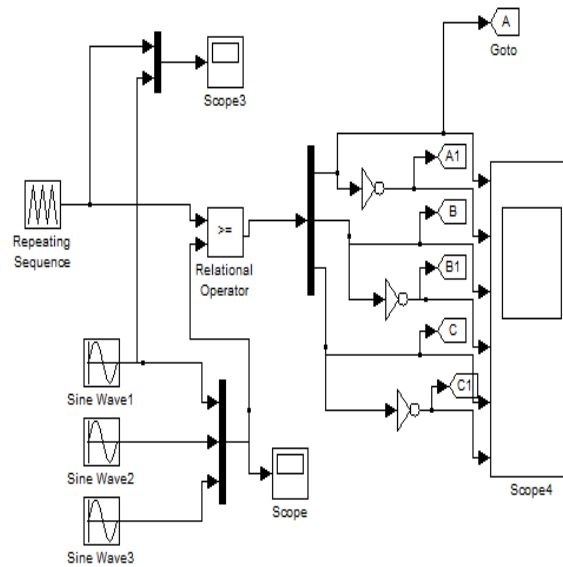 A
Goto
Scope3
A1
B
>=
Repeating
Sequence
Relational
Operator
B1
C
Sine Wave1
C1
Sine Wave2
Scope
Scope4
Sine Wave3